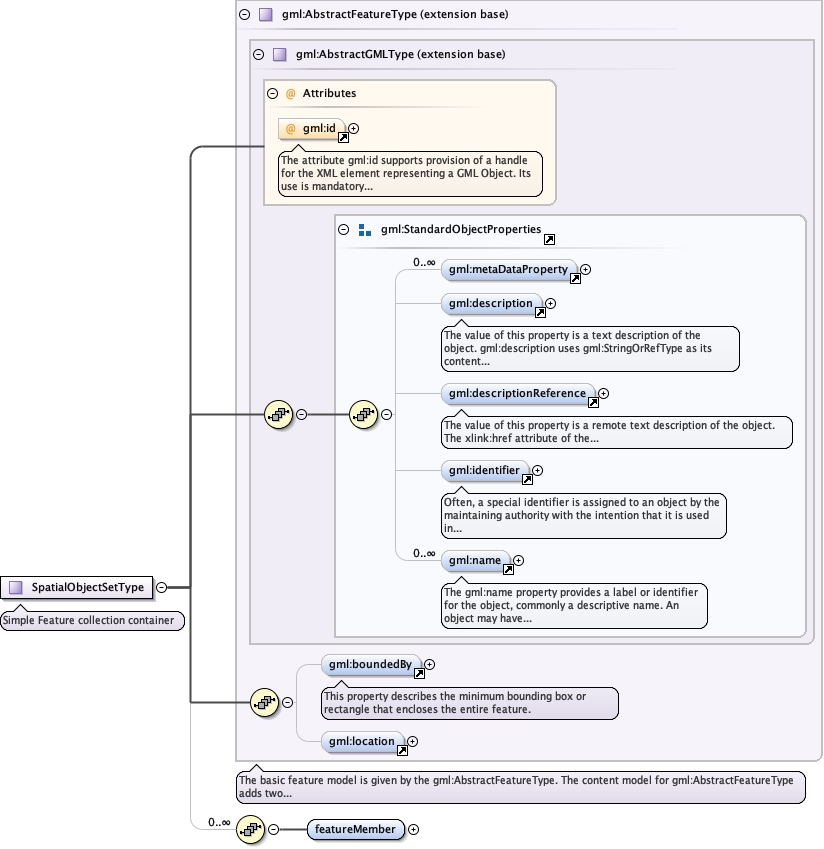 gml:AbstractFeatureType (extension base)
gml:AbstractGMLType (extension base)
@ Attributes
@ gml:id
The attribute gml:id supports provision of a handle
for the XML element representing a GML Object. Its
use is mandatory...
gml:StandardObjectProperties
0..∞
gml:metaDataProperty
gml:description
The value of this property is a text description of the
object. gml:description uses gml:StringOrRefType as its
content...
gml:descriptionReference
The value of this property is a remote text description of the object.
The xlink:href attribute of the...
gml:identifier
Often, a special identifier is assigned to an object by the
maintaining authority with the intention that it is used
in...
0..∞
gml:name
The gml:name property provides a label or identifier
for the object, commonly a descriptive name. An
object may have...
SpatialObjectSetType
Simple Feature collection container
gml:boundedBy
This property describes the minimum bounding box or
rectangle that encloses the entire feature.
gml:location
The basic feature model is given by the gml:AbstractFeatureType. The content model for gml:AbstractFeatureType
adds two...
0..∞
featureMember